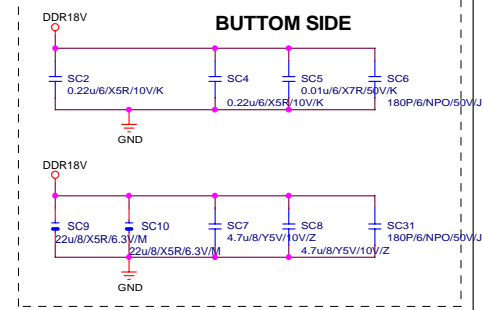 DDR18V
BUTTOM SIDE
SC2
0.22u/6/X5R/10V/K
SC4
0.22u/6/X5R/10V/K
SC5
0.01u/6/X7R/50V/K
SC6
180P/6/NPO/50V/J
GND
DDR18V
SC9
22u/8/X5R/6.3V/M
SC10
22u/8/X5R/6.3V/M
SC7
4.7u/8/Y5V/10V/Z
SC8
4.7u/8/Y5V/10V/Z
SC31
180P/6/NPO/50V/J
GND